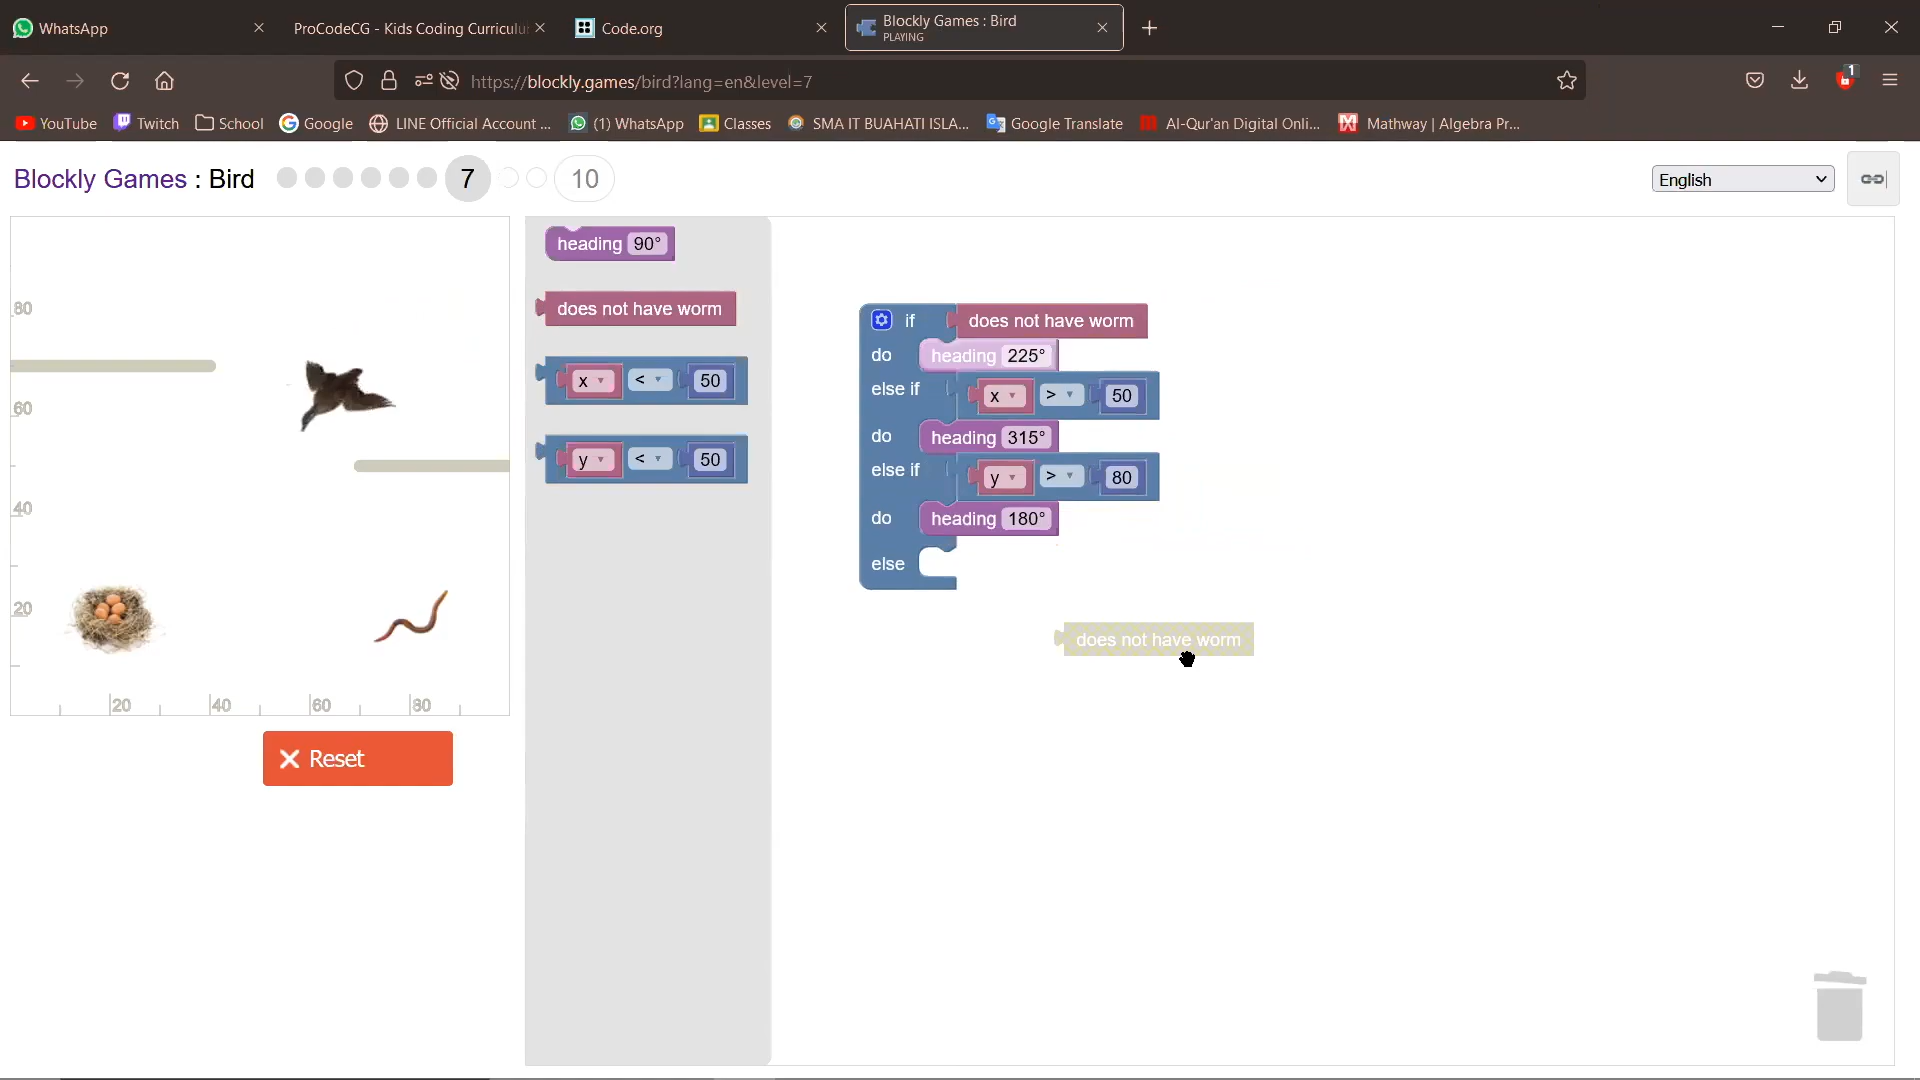 WhatsApp
ProCodeCG - Kids Coding Curriculu
Code.org
Blockly Games : Bird
PLAYING
https://blockly.games/bird?lang=en&level=7
1
YouTube
Twitch
School
Google
LINE Official Account ...
(1) WhatsApp
Classes
SMA IT BUAHATI ISLA...
Google Translate
Al-Qur'an Digital Onli...
Mathway | Algebra Pr...
Blockly Games : Bird
7
10
English
80
60
40
20
20
40
60
80
Reset
heading 90°
does not have worm
x < 50
y < 50
if does not have worm
do heading 225°
else if x > 50
do heading 315°
else if y > 80
do heading 180°
else
does not have worm